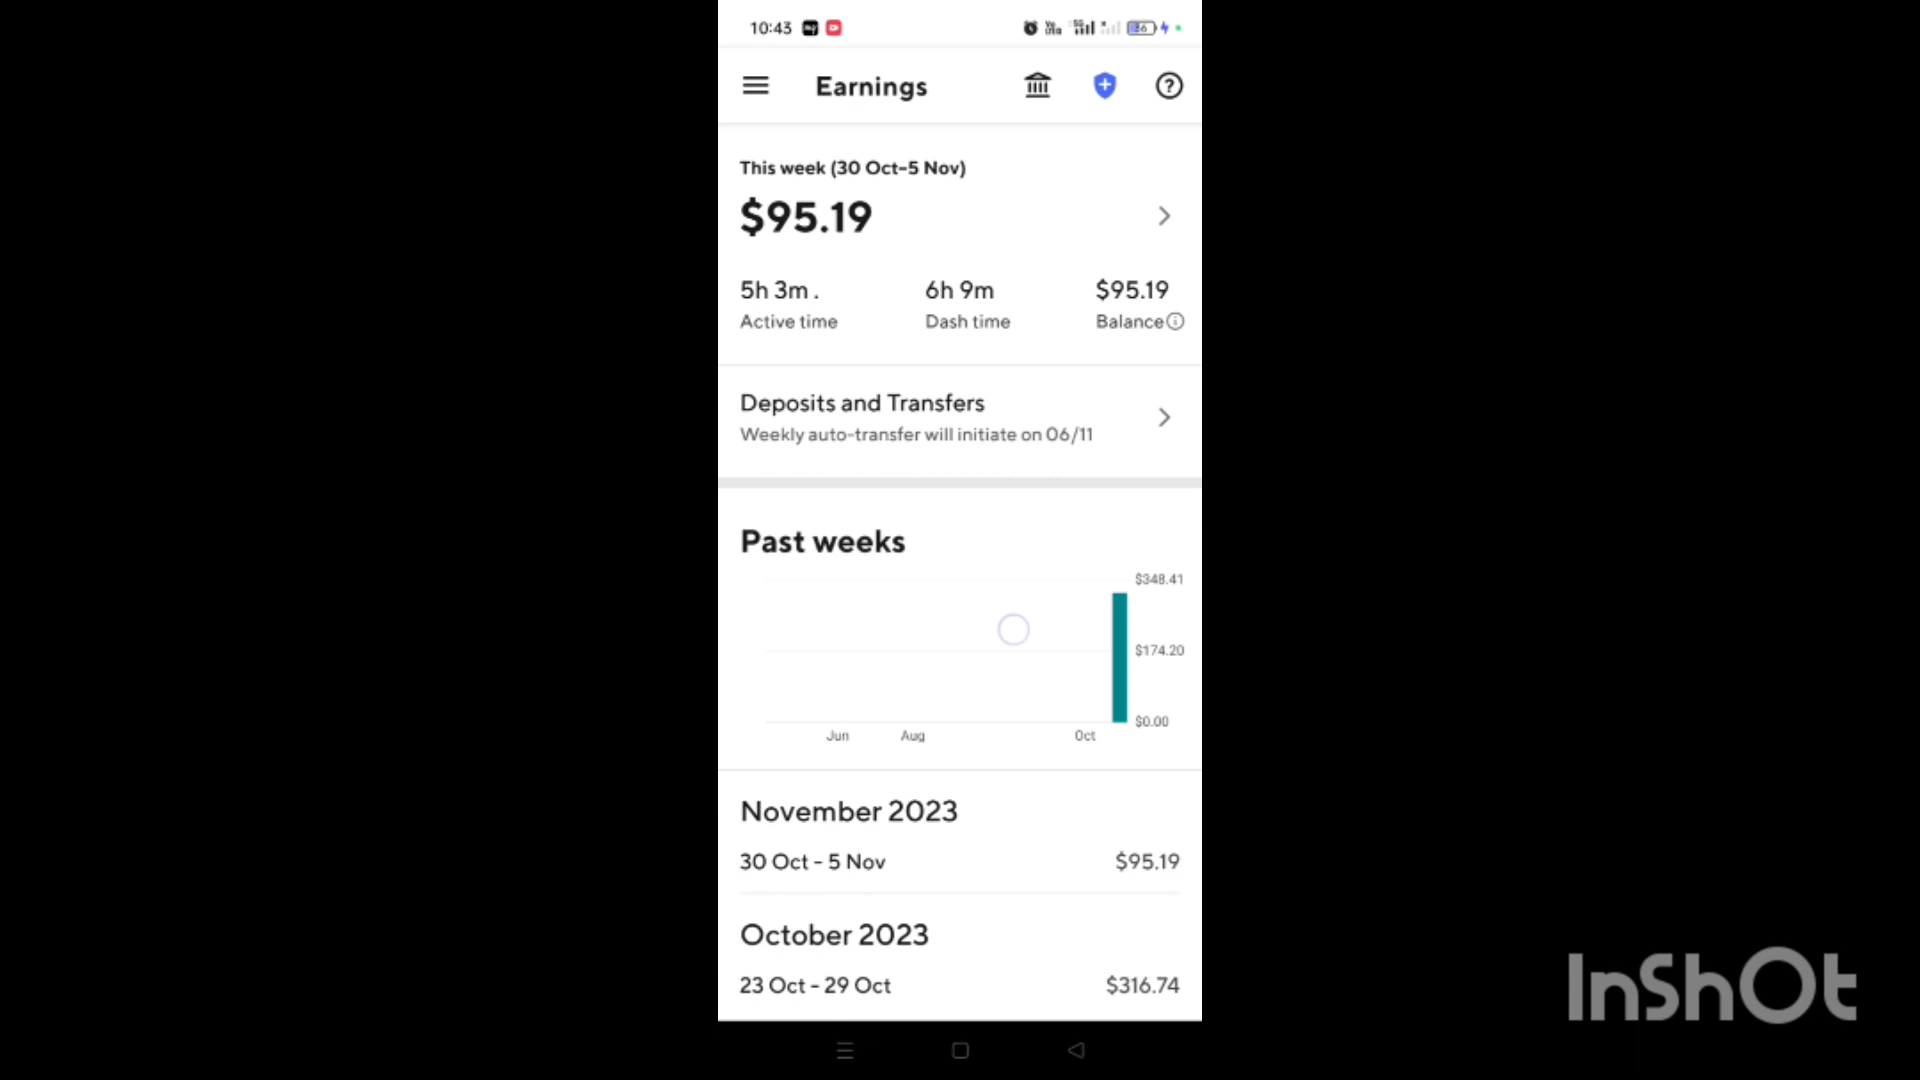 10:43
Earnings
This week (30 Oct-5 Nov)
$95.19
5h 3m .
6h 9m
$95.19
Active time
Dash time
Balance
Deposits and Transfers
Weekly auto-transfer will initiate on 06/11
Past weeks
$348.41
$174.20
$0.00
Jun
Aug
Oct
November 2023
30 Oct - 5 Nov
$95.19
October 2023
23 Oct - 29 Oct
$316.74
InShOt